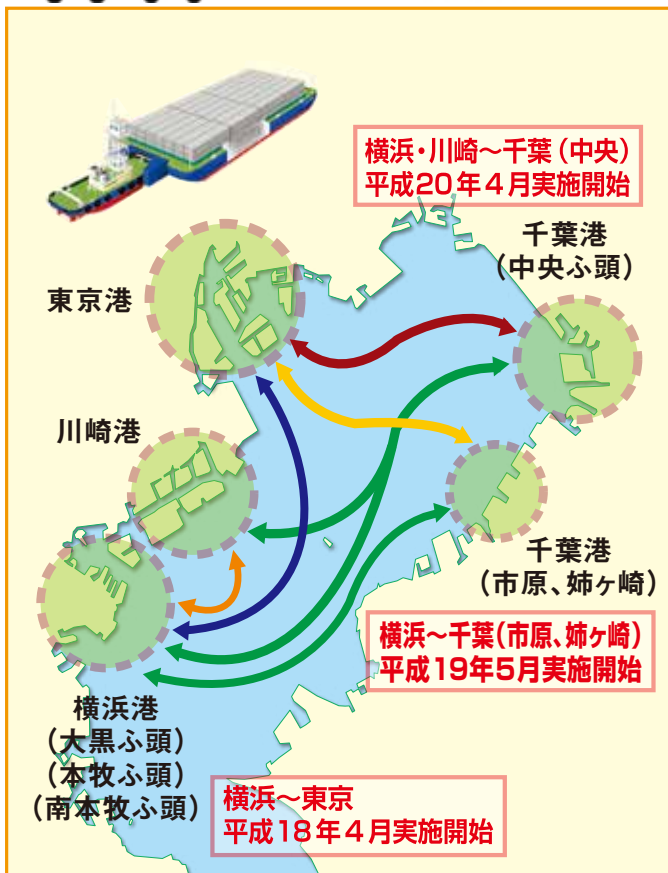 横浜・川崎～千葉（中央）
平成20年４月実施開始
千葉港
（中央ふ頭）
東京港
川崎港
千葉港
（市原、姉ヶ崎）
横浜～千葉（市原、姉ヶ崎）
平成19年５月実施開始
横浜港
（大黒ふ頭）
（本牧ふ頭）
（南本牧ふ頭）
横浜～東京
平成18年４月実施開始